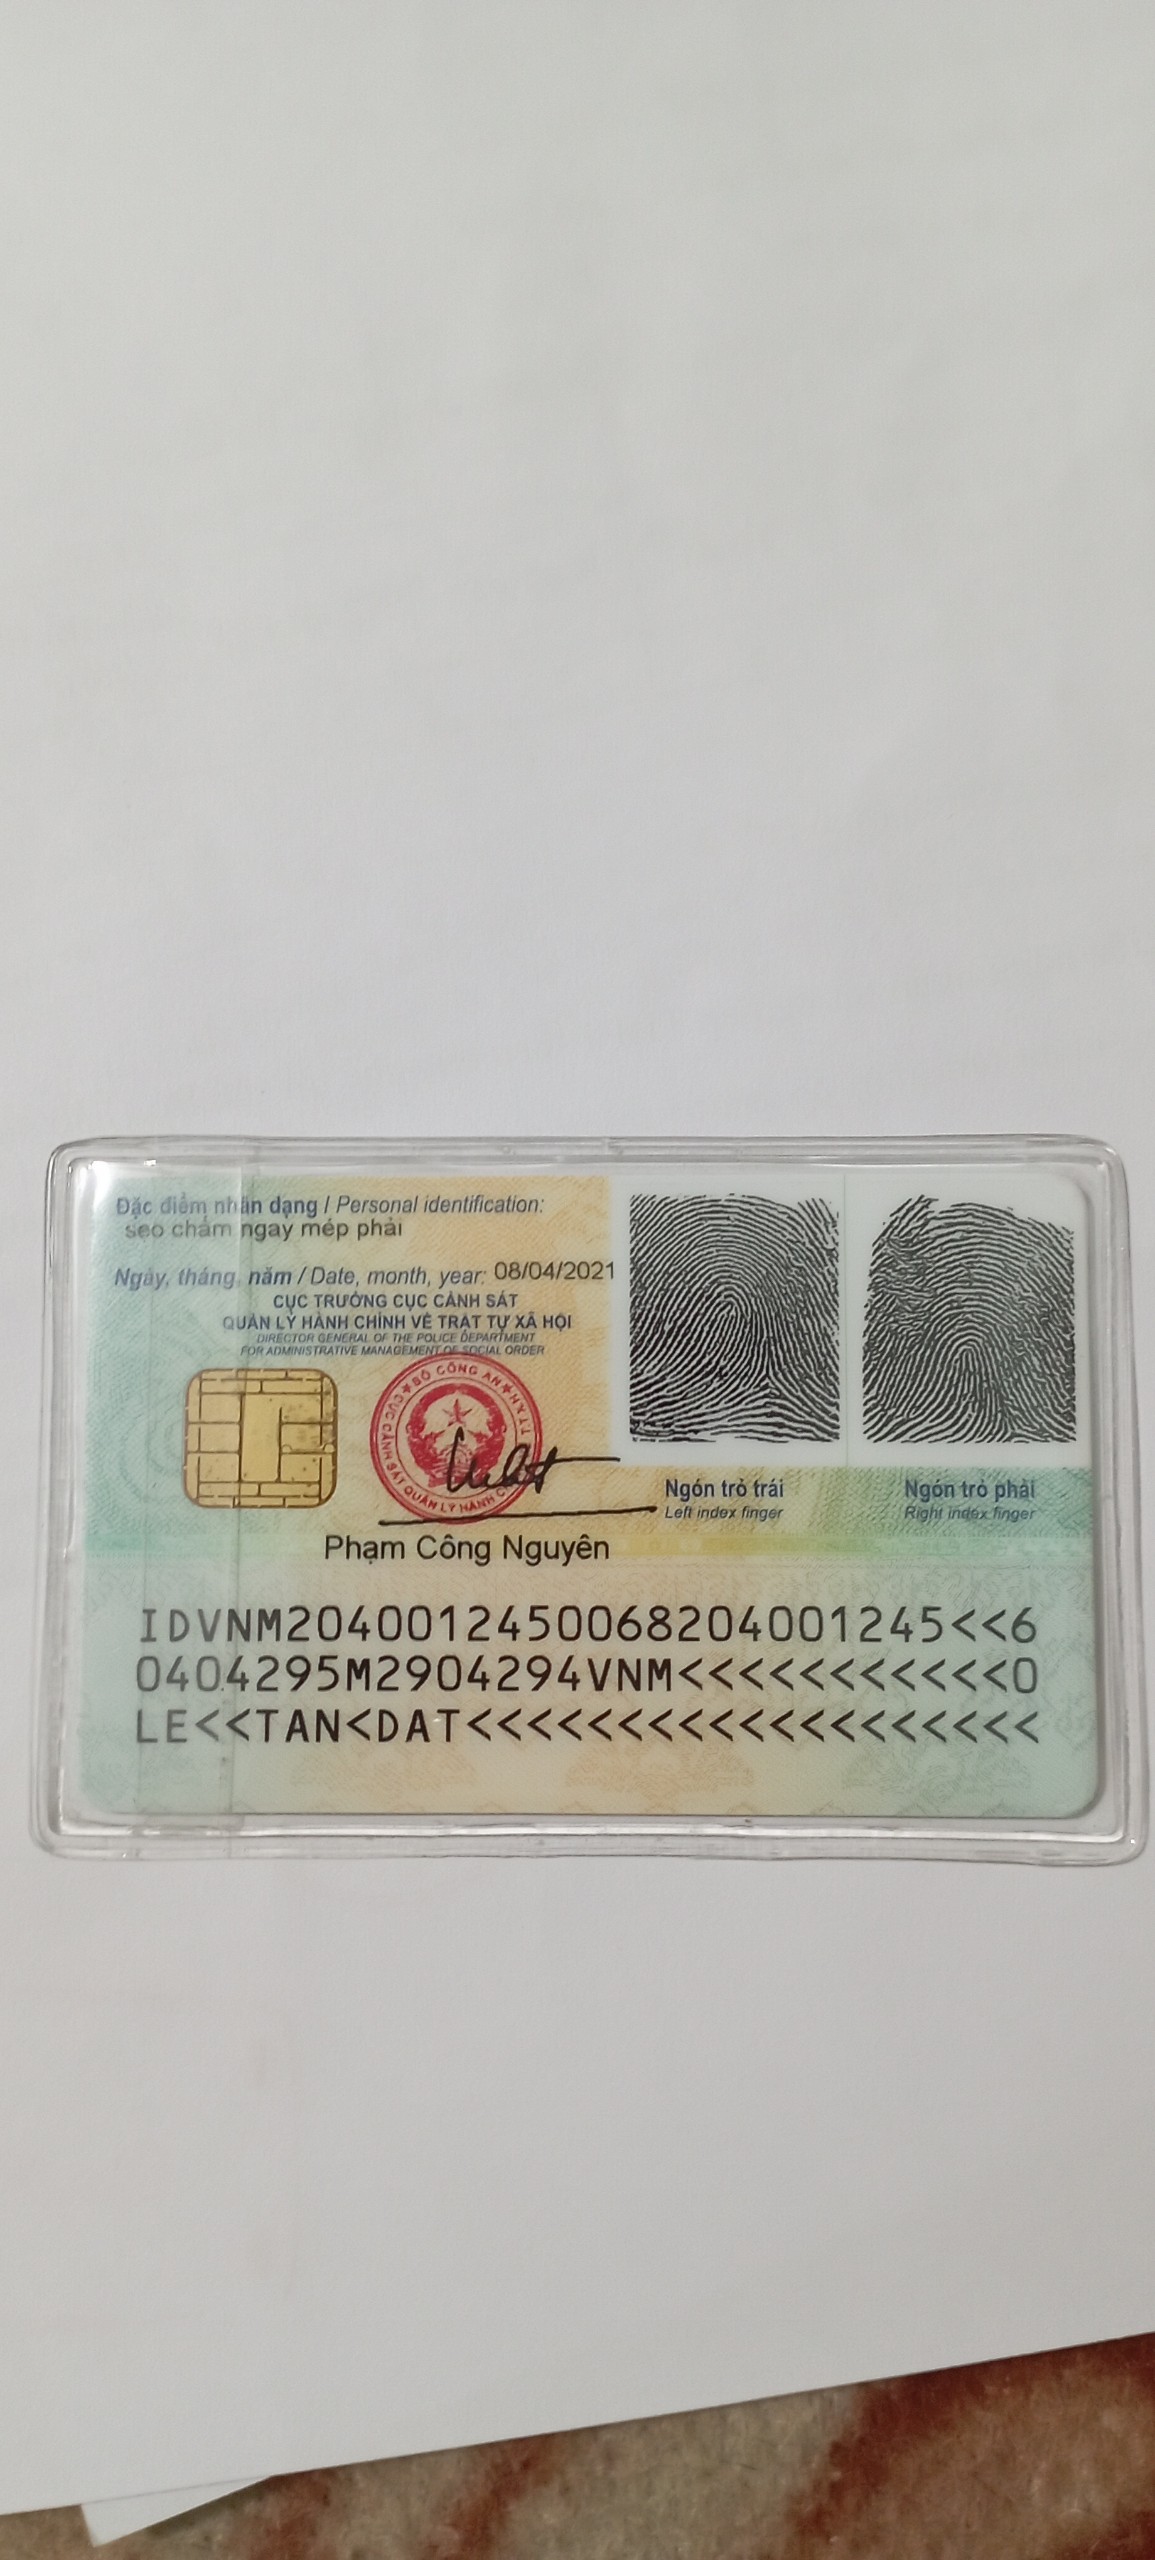 Đặc điểm nhân dạng / Personal identification:
sẹo chấm ngay mép phải
Ngày, tháng, năm / Date, month, year: 08/04/2021
CỤC TRƯỞNG CỤC CẢNH SÁT
QUẢN LÝ HÀNH CHÍNH VỀ TRẬT TỰ XÃ HỘI
DIRECTOR GENERAL OF THE POLICE DEPARTMENT
FOR ADMINISTRATIVE MANAGEMENT OF SOCIAL ORDER
BỘ CÔNG AN
CỤC CẢNH SÁT QUẢN LÝ HÀNH
Ngón trỏ trái
Left index finger
Ngón trỏ phải
Right index finger
Phạm Công Nguyên
IDVNM2040012450068204001245<<6
0404295M2904294VNM<<<<<<<<<<<0
LE<<TAN<DAT<<<<<<<<<<<<<<<<<<<